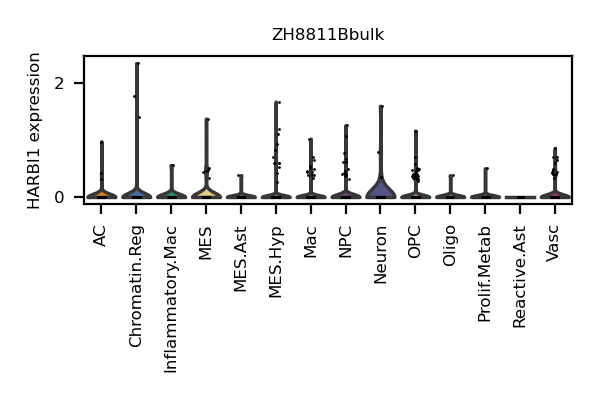 ZH8811Bbulk
HARBI1 expression
2
0
AC
Chromatin.Reg
Inflammatory.Mac
MES
MES.Ast
MES.Hyp
Mac
NPC
Neuron
OPC
Oligo
Prolif.Metab
Reactive.Ast
Vasc